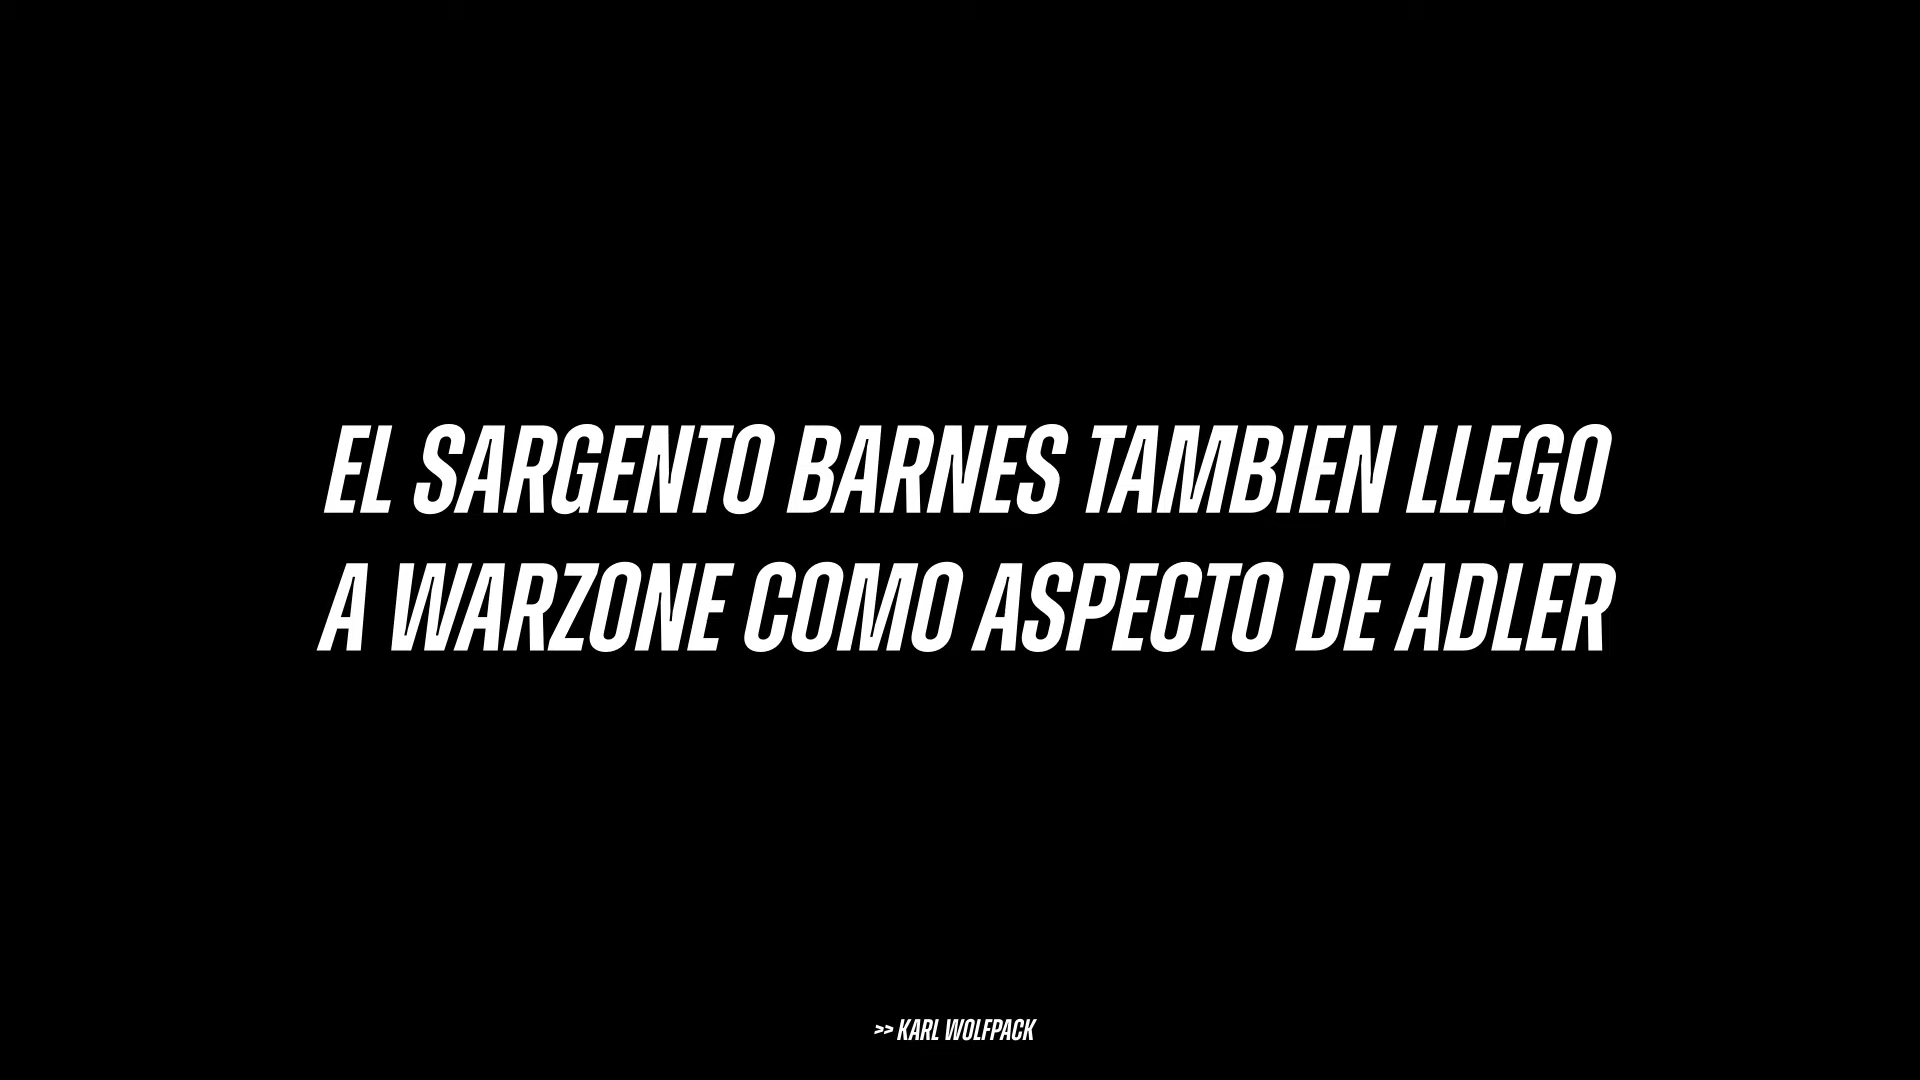 EL SARGENTO BARNES TAMBIEN LLEGO
A WARZONE COMO ASPECTO DE ADLER
>> KARL WOLFPACK